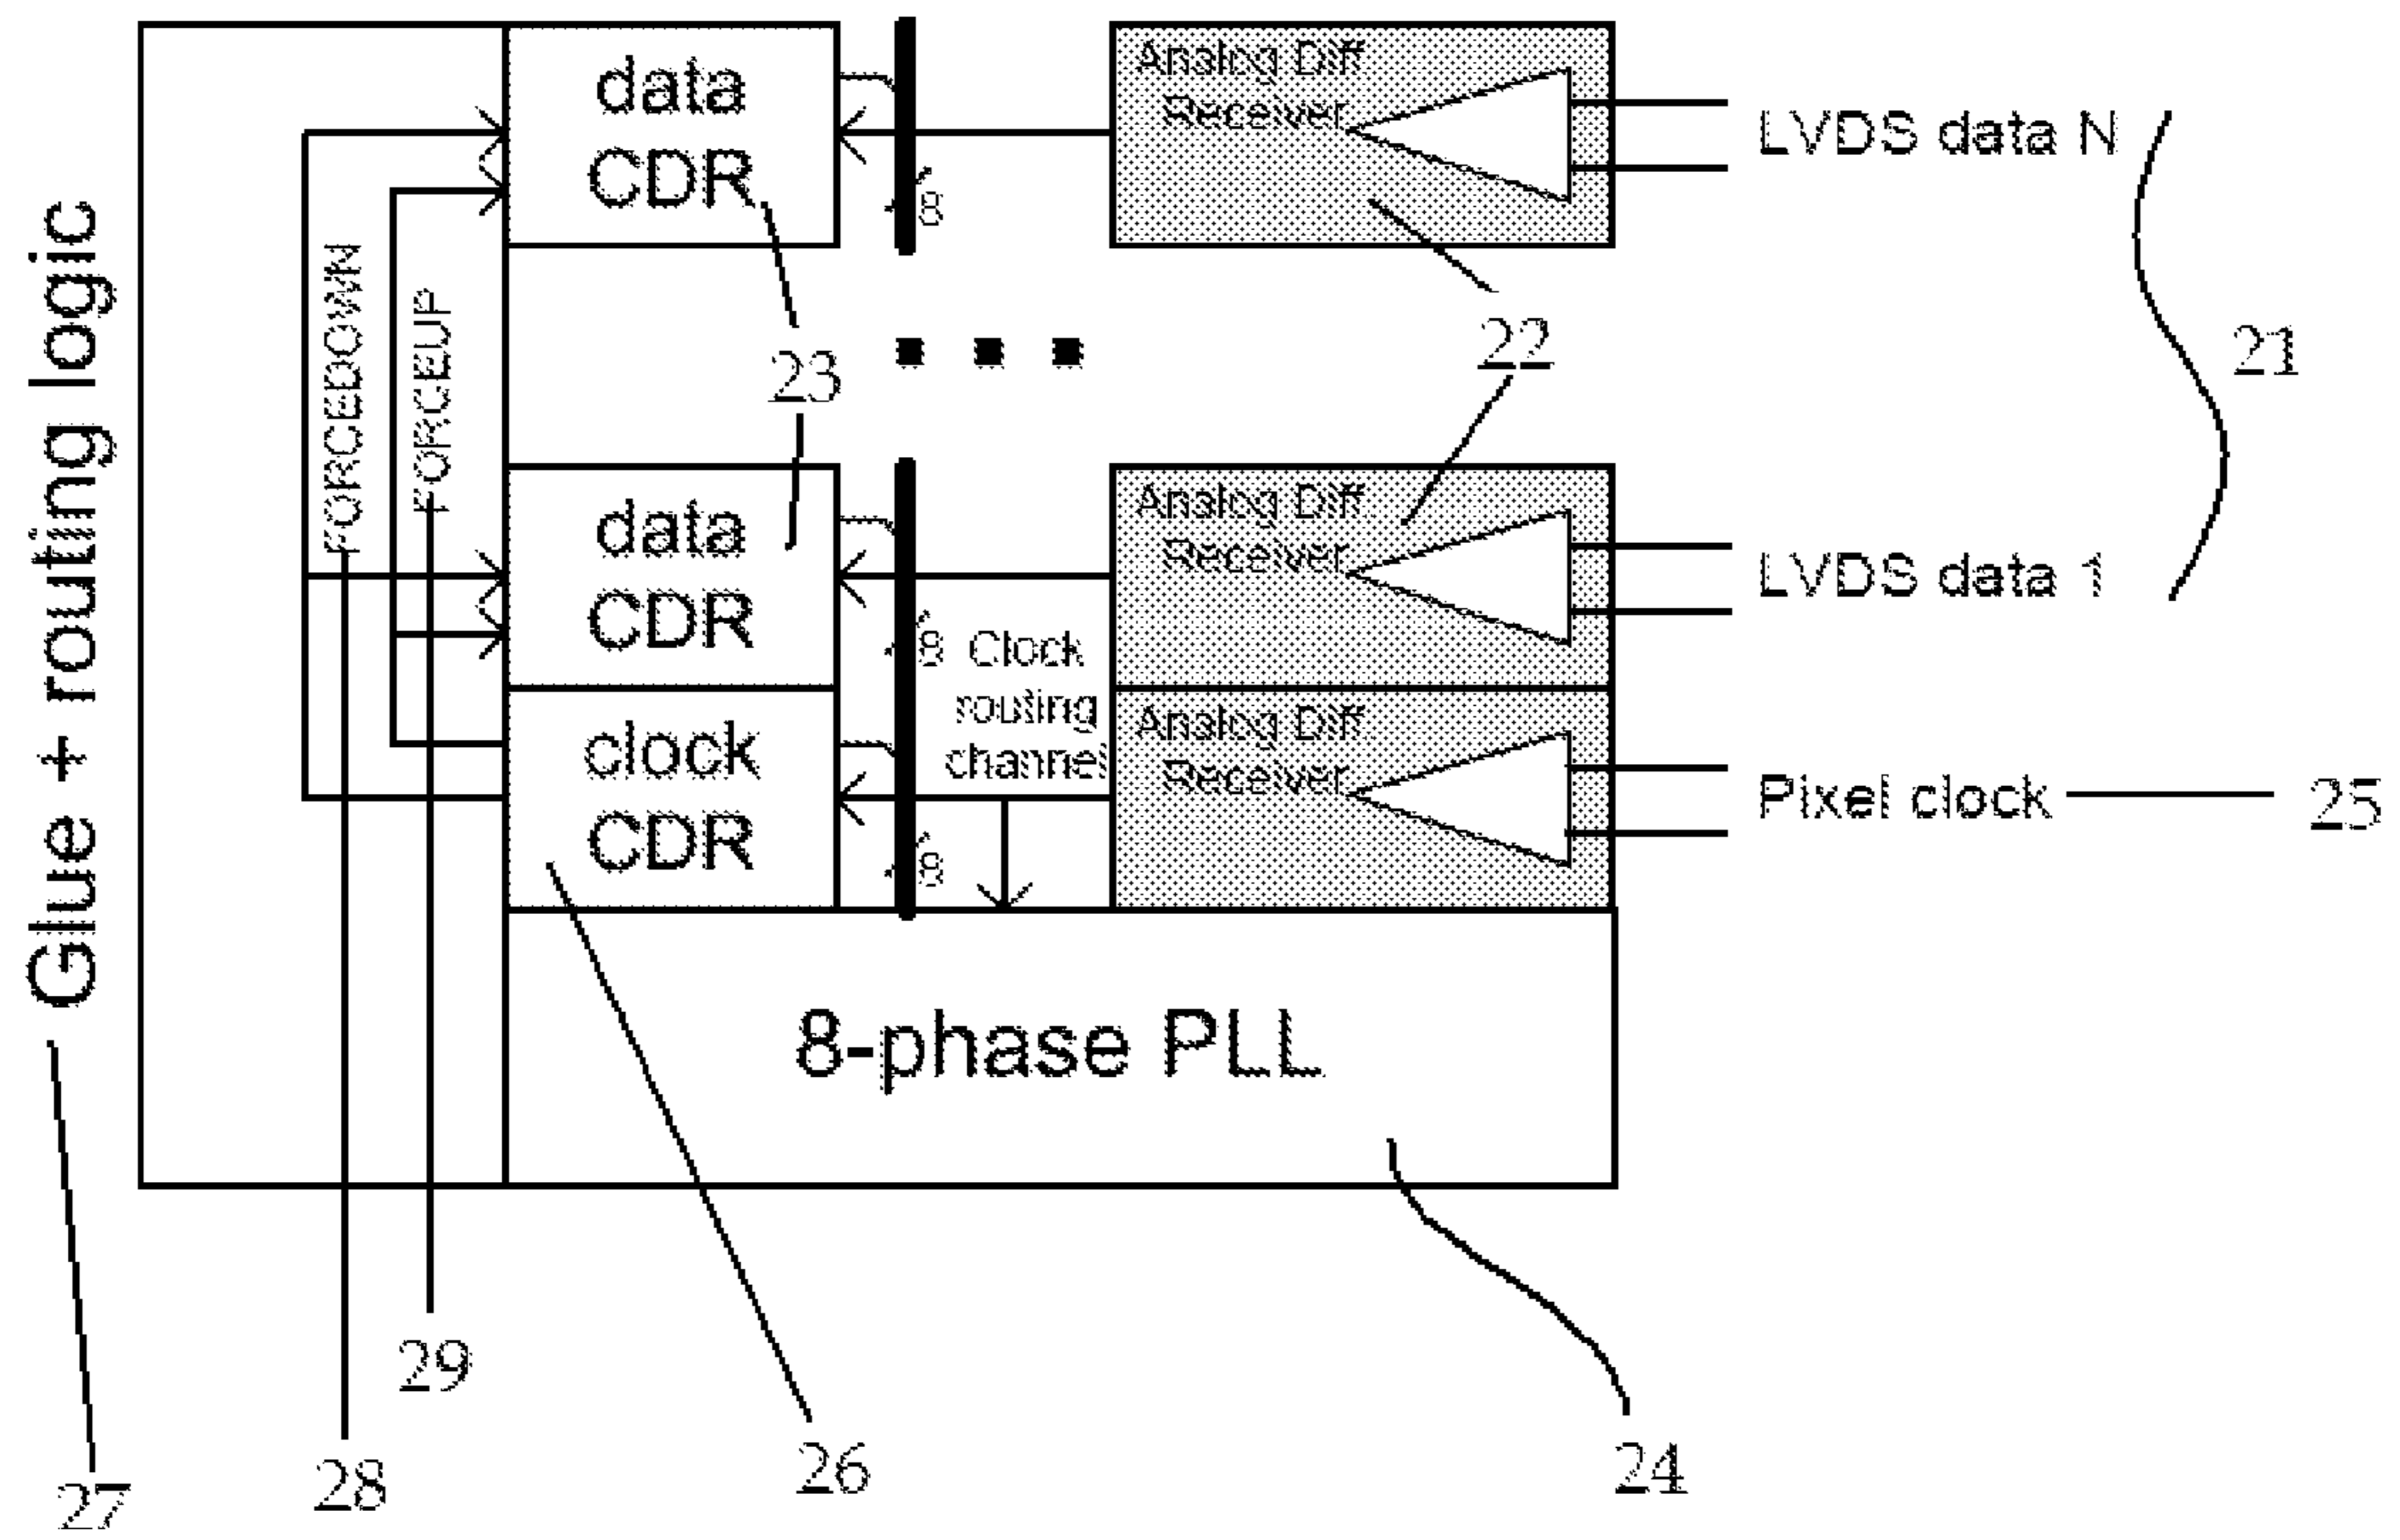 Glue + routing logic
data
CDR
Analog Diff
Receiver
LVDS data N
8
FORCEDOWN
FORCEUP
23
22
21
data
CDR
Analog Diff
Receiver
LVDS data 1
8
Clock
routing
channel
clock
CDR
Analog Diff
Receiver
Pixel clock
25
8
8-phase PLL
29
28
26
24
27